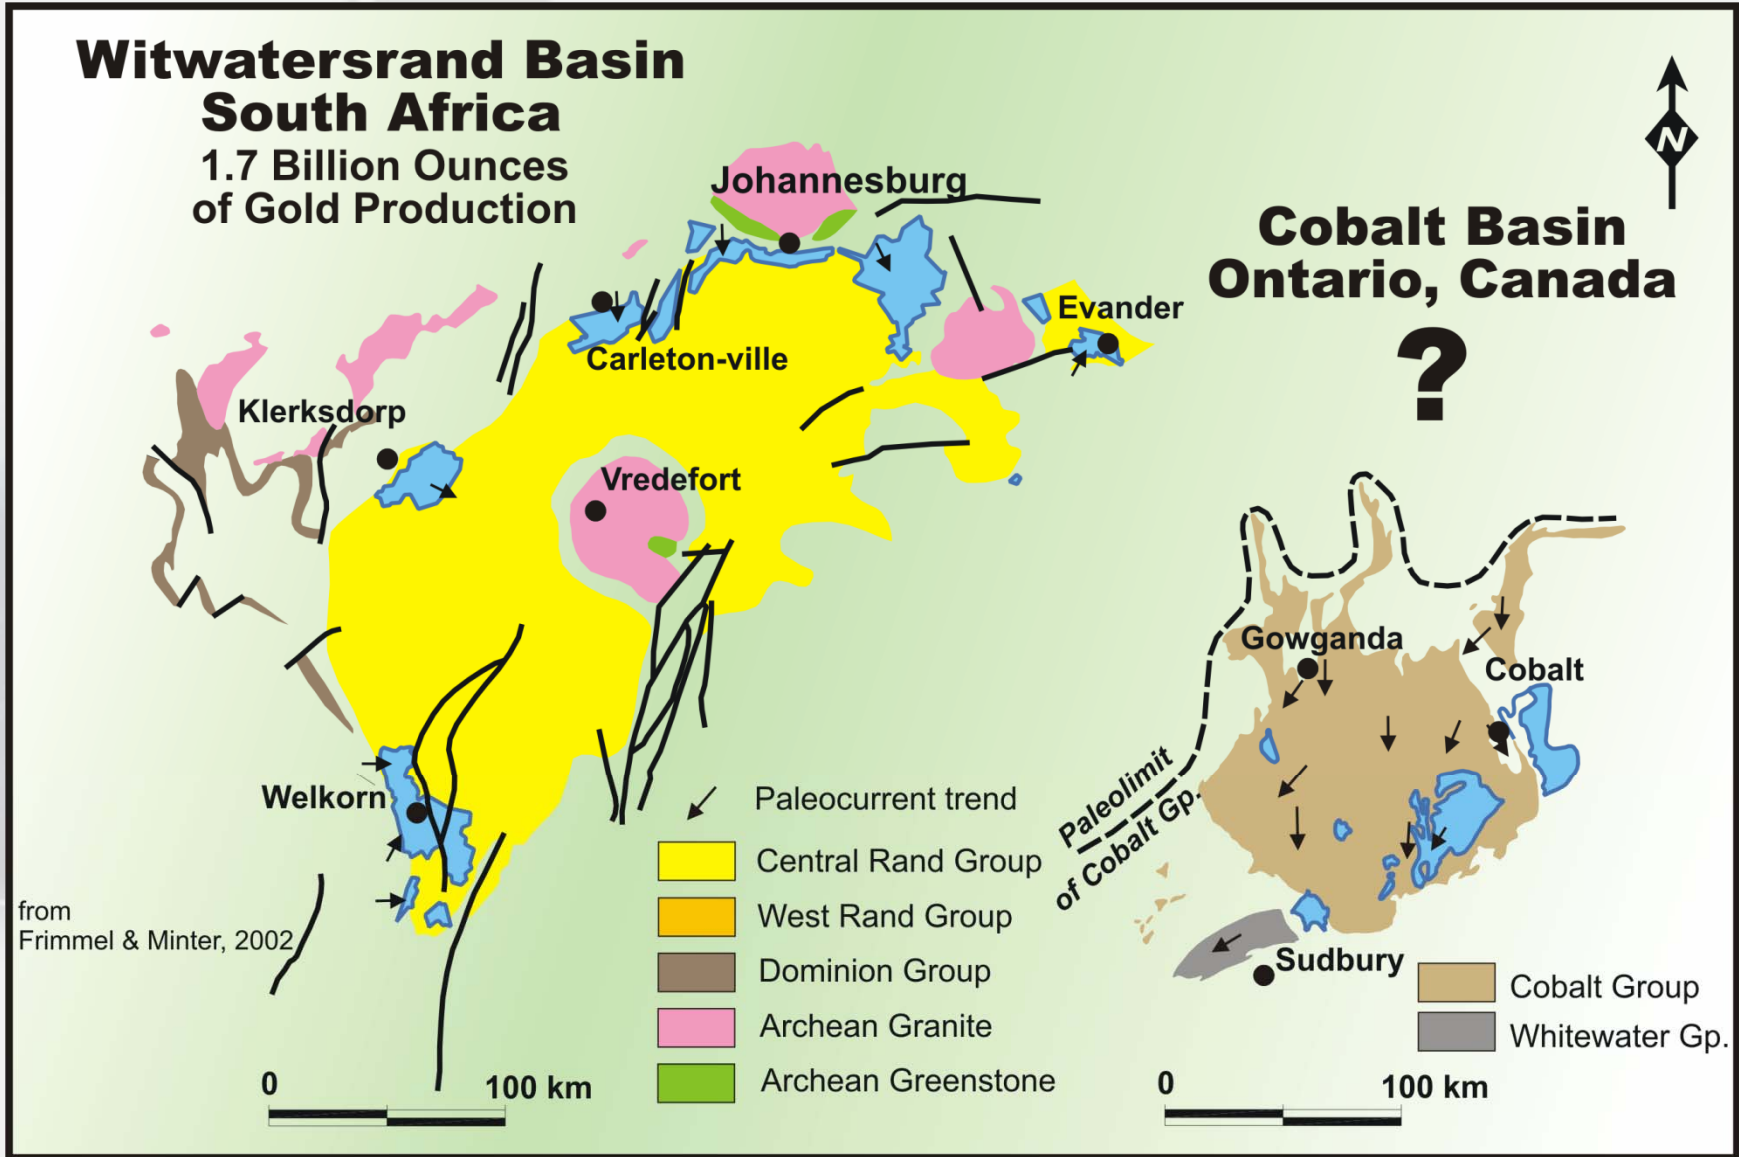 Witwatersrand Basin
South Africa
1.7 Billion Ounces
of Gold Production
N
Cobalt Basin
Ontario, Canada
?
Johannesburg
Evander
Carleton-ville
Klerksdorp
Vredefort
Welkorn
Gowganda
Cobalt
Paleolimit
of Cobalt Gp.
Sudbury
from
Frimmel & Minter, 2002
Paleocurrent trend
Central Rand Group
West Rand Group
Dominion Group
Archean Granite
Archean Greenstone
Cobalt Group
Whitewater Gp.
0 100 km
0 100 km